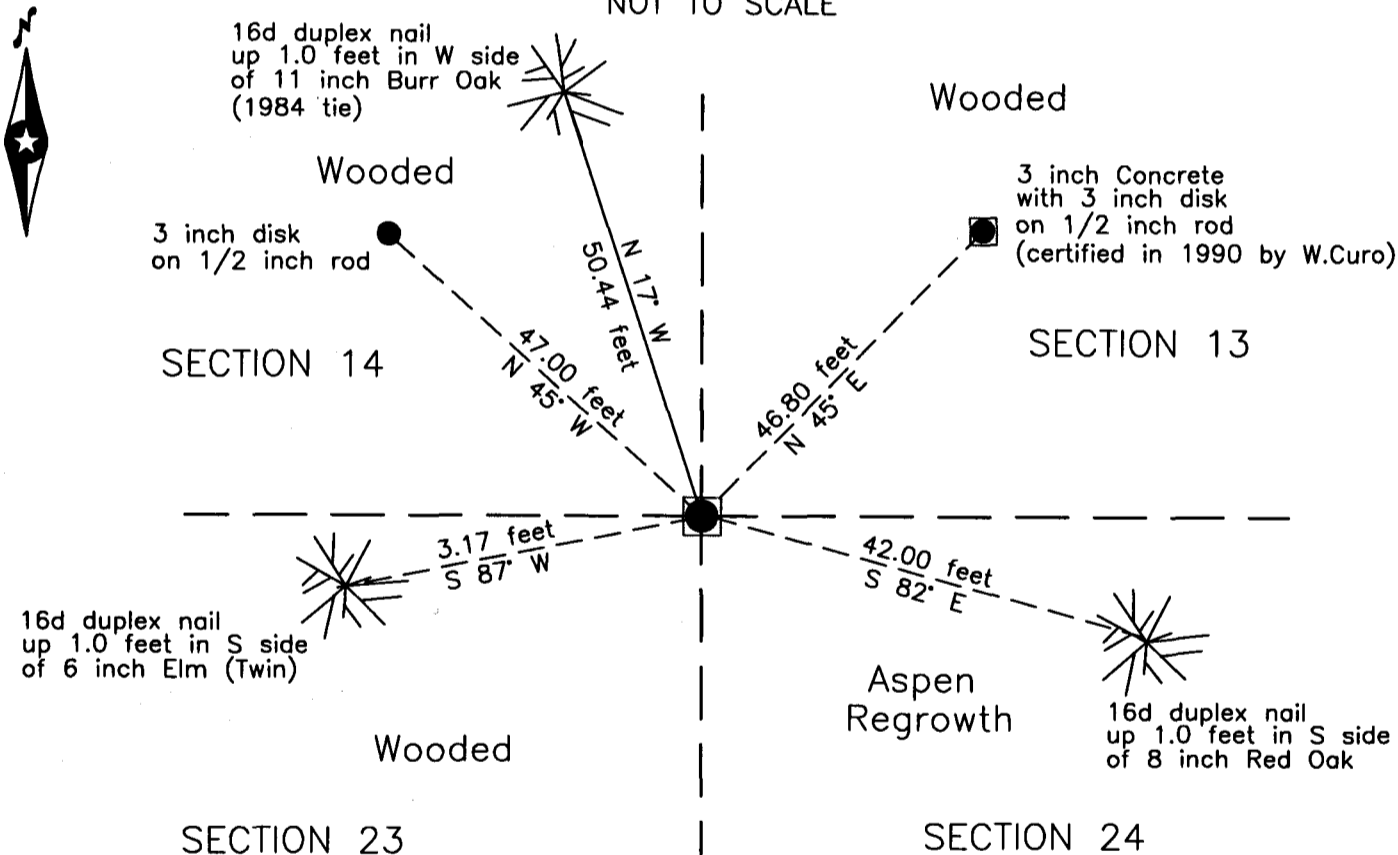 NOT TO SCALE
N
16d duplex nail
up 1.0 feet in W side
of 11 inch Burr Oak
(1984 tie)
Wooded
Wooded
3 inch disk
on 1/2 inch rod
3 inch Concrete
with 3 inch disk
on 1/2 inch rod
(certified in 1990 by W.Curo)
N 17° W
50.44 feet
47.00 feet
N 45° W
46.80 feet
N 45° E
SECTION 14
SECTION 13
3.17 feet
S 87° W
42.00 feet
S 82° E
16d duplex nail
up 1.0 feet in S side
of 6 inch Elm (Twin)
Aspen
Regrowth
16d duplex nail
up 1.0 feet in S side
of 8 inch Red Oak
Wooded
SECTION 23
SECTION 24